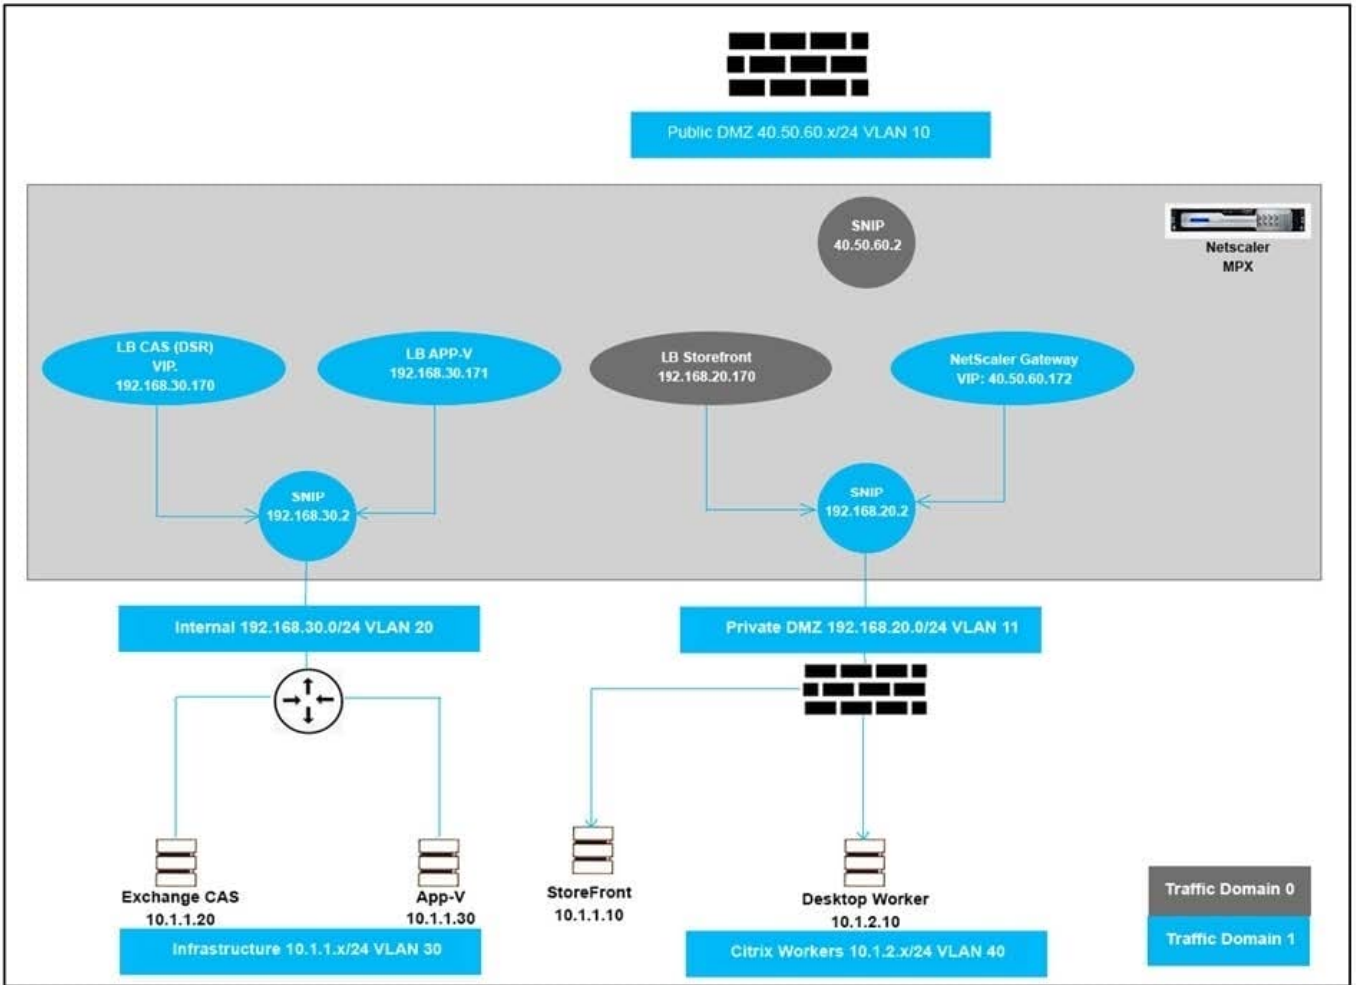 Public DMZ 40.50.60.x/24 VLAN 10
SNIP
40.50.60.2
Netscaler
MPX
LB CAS (DSR)
VIP.
192.168.30.170
LB APP-V
192.168.30.171
LB Storefront
192.168.20.170
NetScaler Gateway
VIP: 40.50.60.172
SNIP
192.168.30.2
SNIP
192.168.20.2
Internal 192.168.30.0/24 VLAN 20
Private DMZ 192.168.20.0/24 VLAN 11
Exchange CAS
10.1.1.20
App-V
10.1.1.30
StoreFront
10.1.1.10
Desktop Worker
10.1.2.10
Infrastructure 10.1.1.x/24 VLAN 30
Citrix Workers 10.1.2.x/24 VLAN 40
Traffic Domain 0
Traffic Domain 1